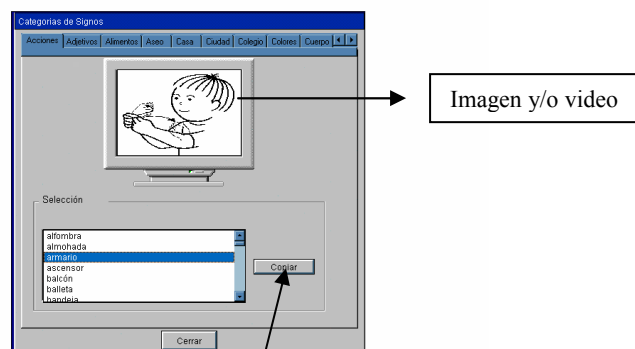 Categorias de Signos
Acciones Adjetivos Alimentos Aseo Casa Ciudad Colegio Colores Cuerpo
Imagen y/o video
Selección
alfombra
almohada
armario
ascensor
balcón
balleta
bandeja
Copiar
Cerrar